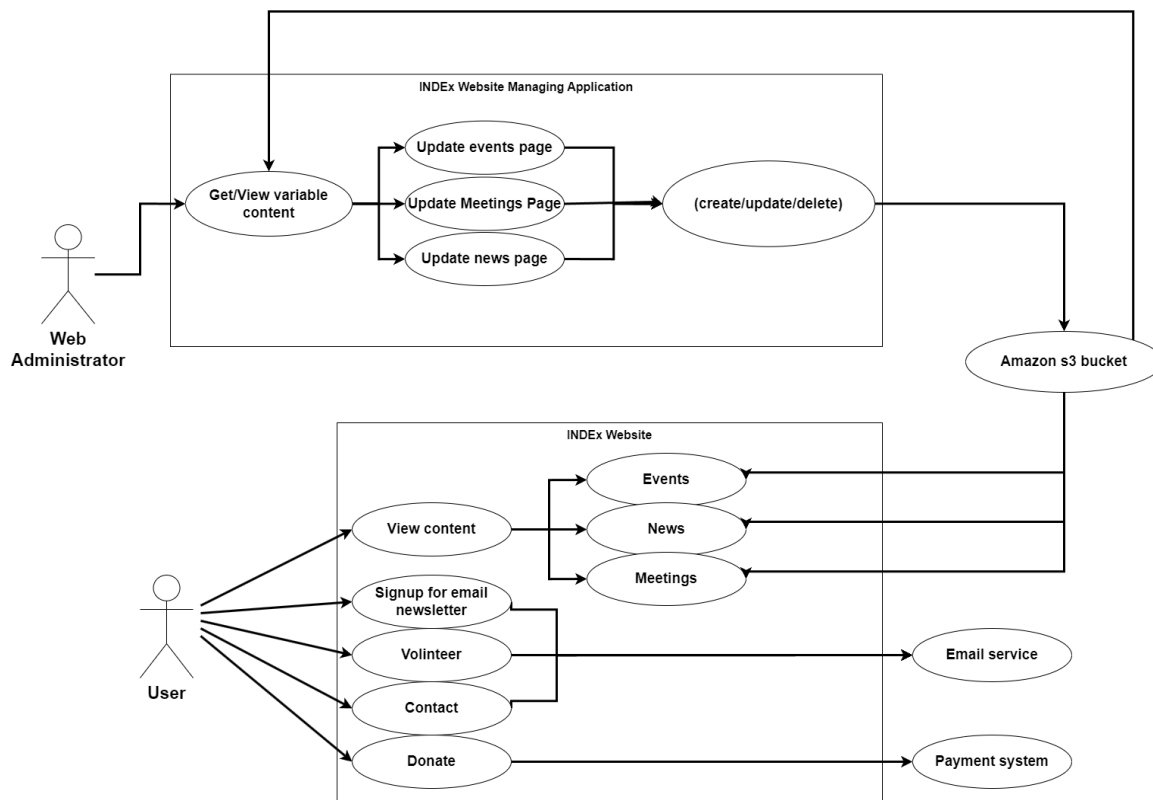 INDEx Website Managing Application
Update events page
Get/View variable
content
Update Meetings Page
(create/update/delete)
Update news page
Web
Administrator
Amazon s3 bucket
INDEx Website
Events
View content
News
Meetings
Signup for email
newsletter
Volinteer
Email service
User
Contact
Donate
Payment system